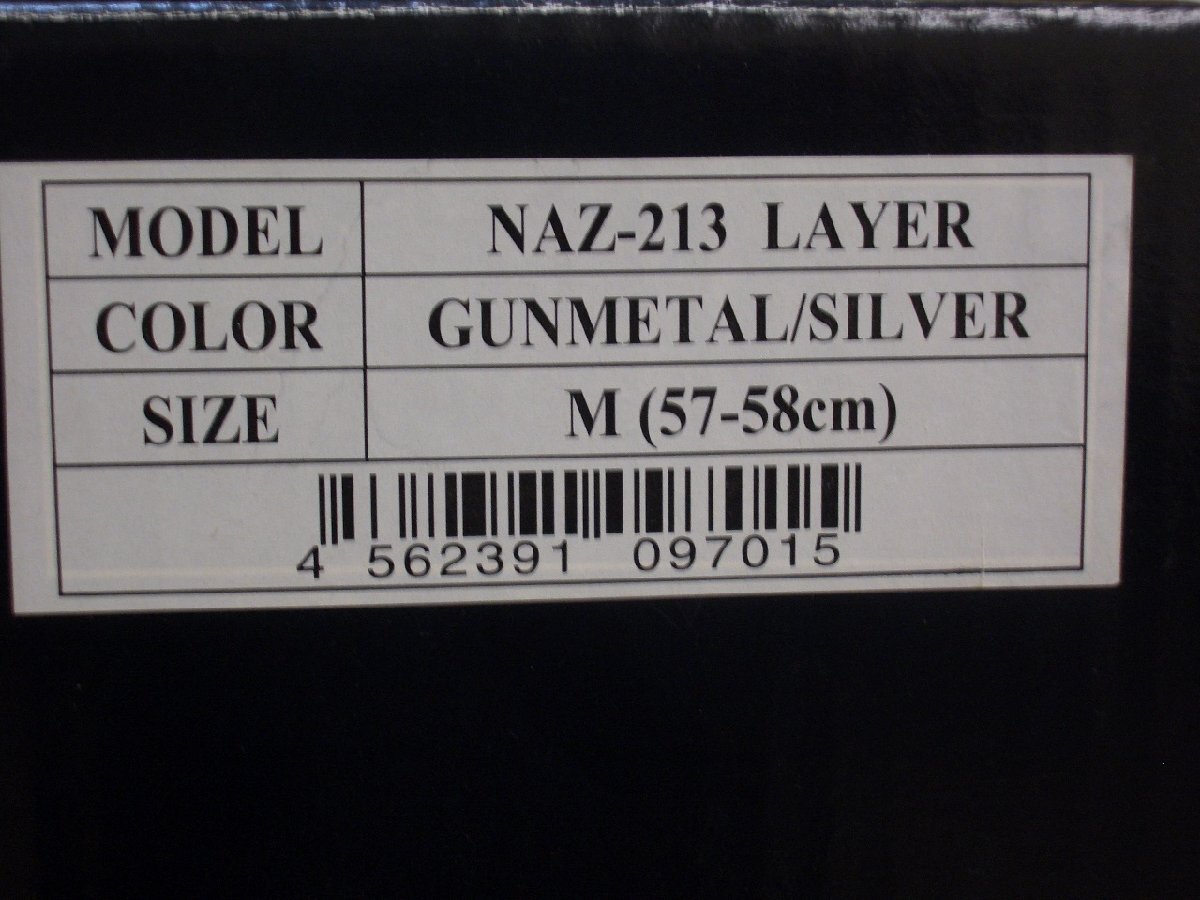 MODEL NAZ-213 LAYER
COLOR GUNMETAL/SILVER
SIZE M (57-58cm)
4 562391 097015